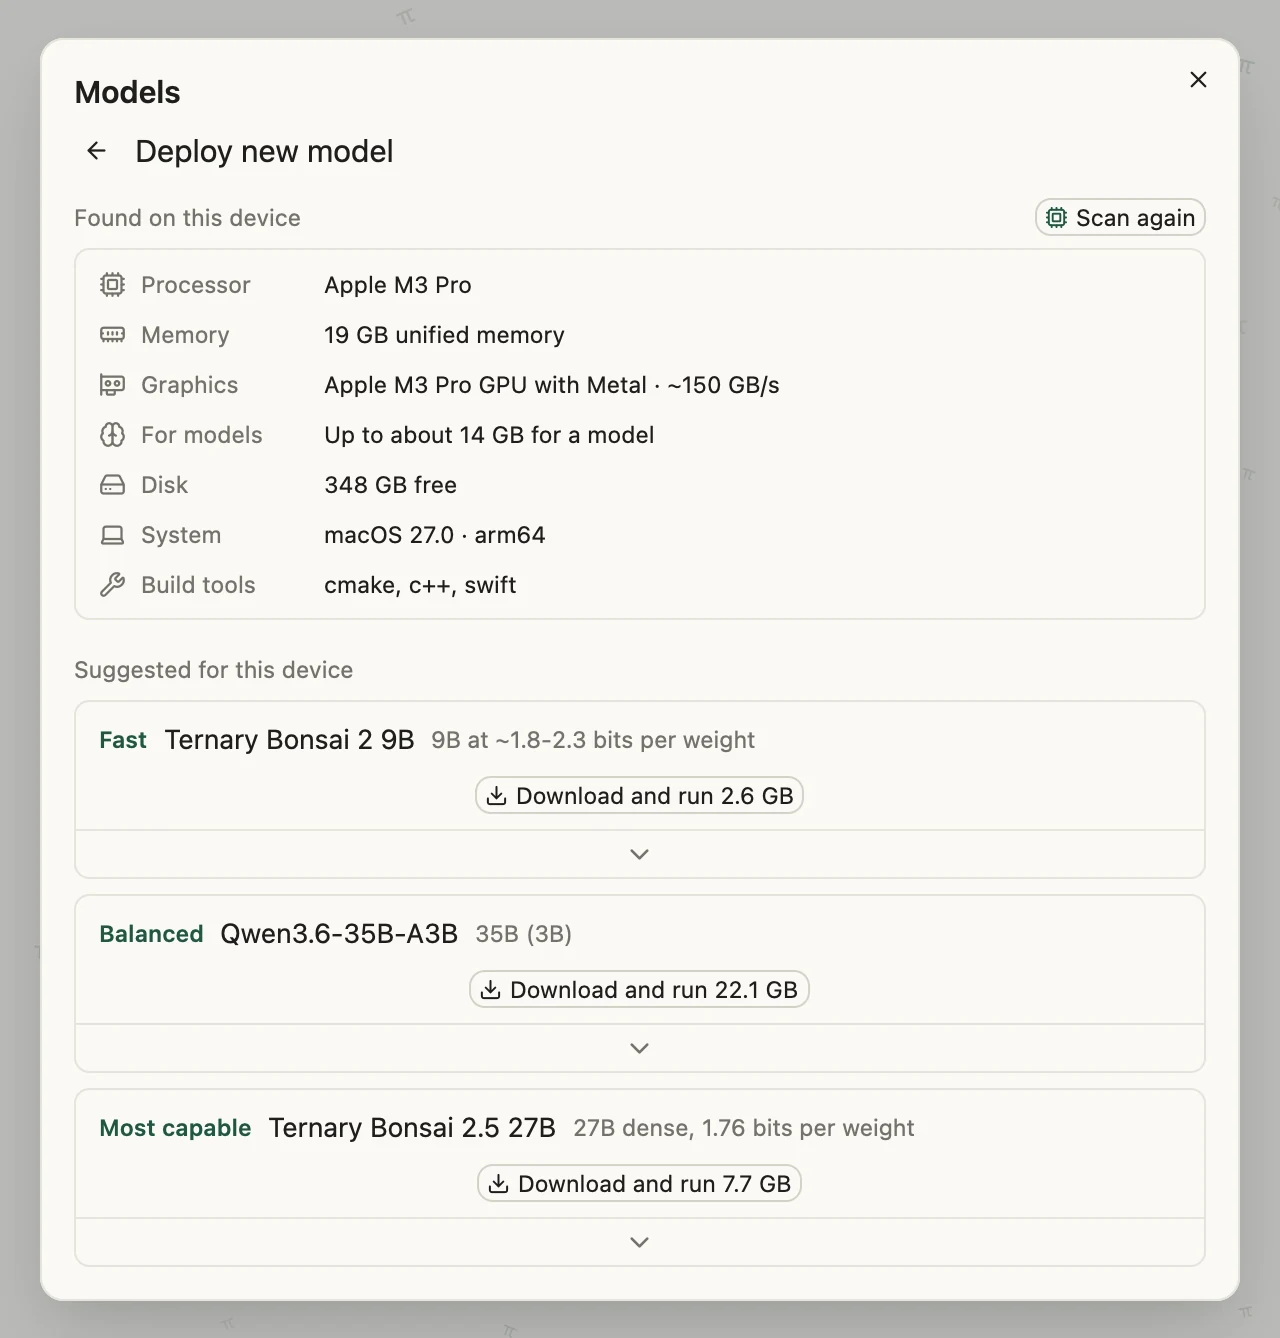 Models
Deploy new model
Found on this device
Scan again
Processor Apple M3 Pro
Memory 19 GB unified memory
Graphics Apple M3 Pro GPU with Metal · ~150 GB/s
For models Up to about 14 GB for a model
Disk 348 GB free
System macOS 27.0 · arm64
Build tools cmake, c++, swift
Suggested for this device
Fast Ternary Bonsai 2 9B 9B at ~1.8-2.3 bits per weight
Download and run 2.6 GB
Balanced Qwen3.6-35B-A3B 35B (3B)
Download and run 22.1 GB
Most capable Ternary Bonsai 2.5 27B 27B dense, 1.76 bits per weight
Download and run 7.7 GB